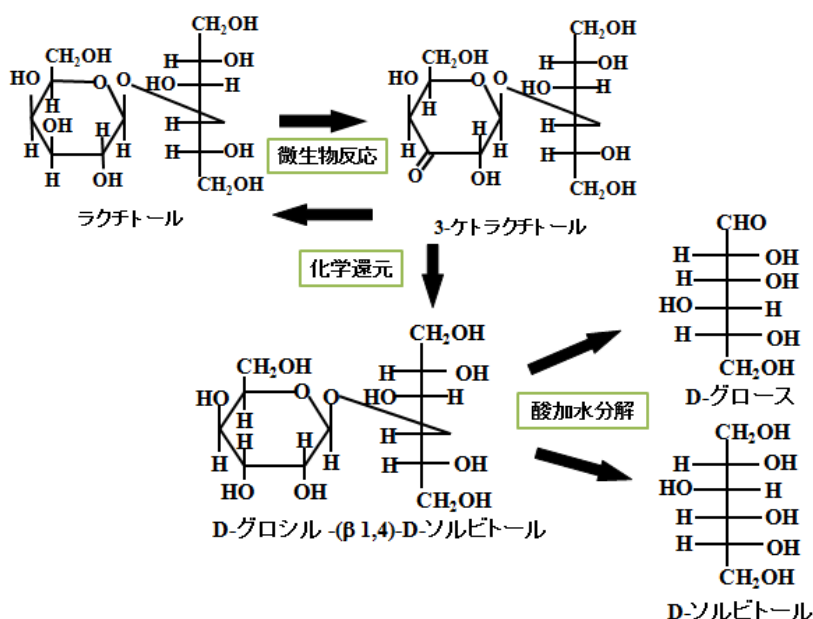 CH₂OH
CH₂OH
H OH
HO O O HO H
H
OH H H
H H H OH
H OH CH₂OH
ラクチトール
微生物反応
CH₂OH
CH₂OH
H OH
HO O O HO H
H
H H
H H H OH
O OH CH₂OH
3-ケトラクチトール
化学還元
CH₂OH
CH₂OH
H OH
HO O O HO H
H
H H H
H H H OH
HO OH CH₂OH
D-グロシル -(β 1,4)-D-ソルビトール
酸加水分解
CHO
H OH
H OH
HO H
H OH
CH₂OH
D-グロース
CH₂OH
H OH
HO H
H OH
H OH
CH₂OH
D-ソルビトール